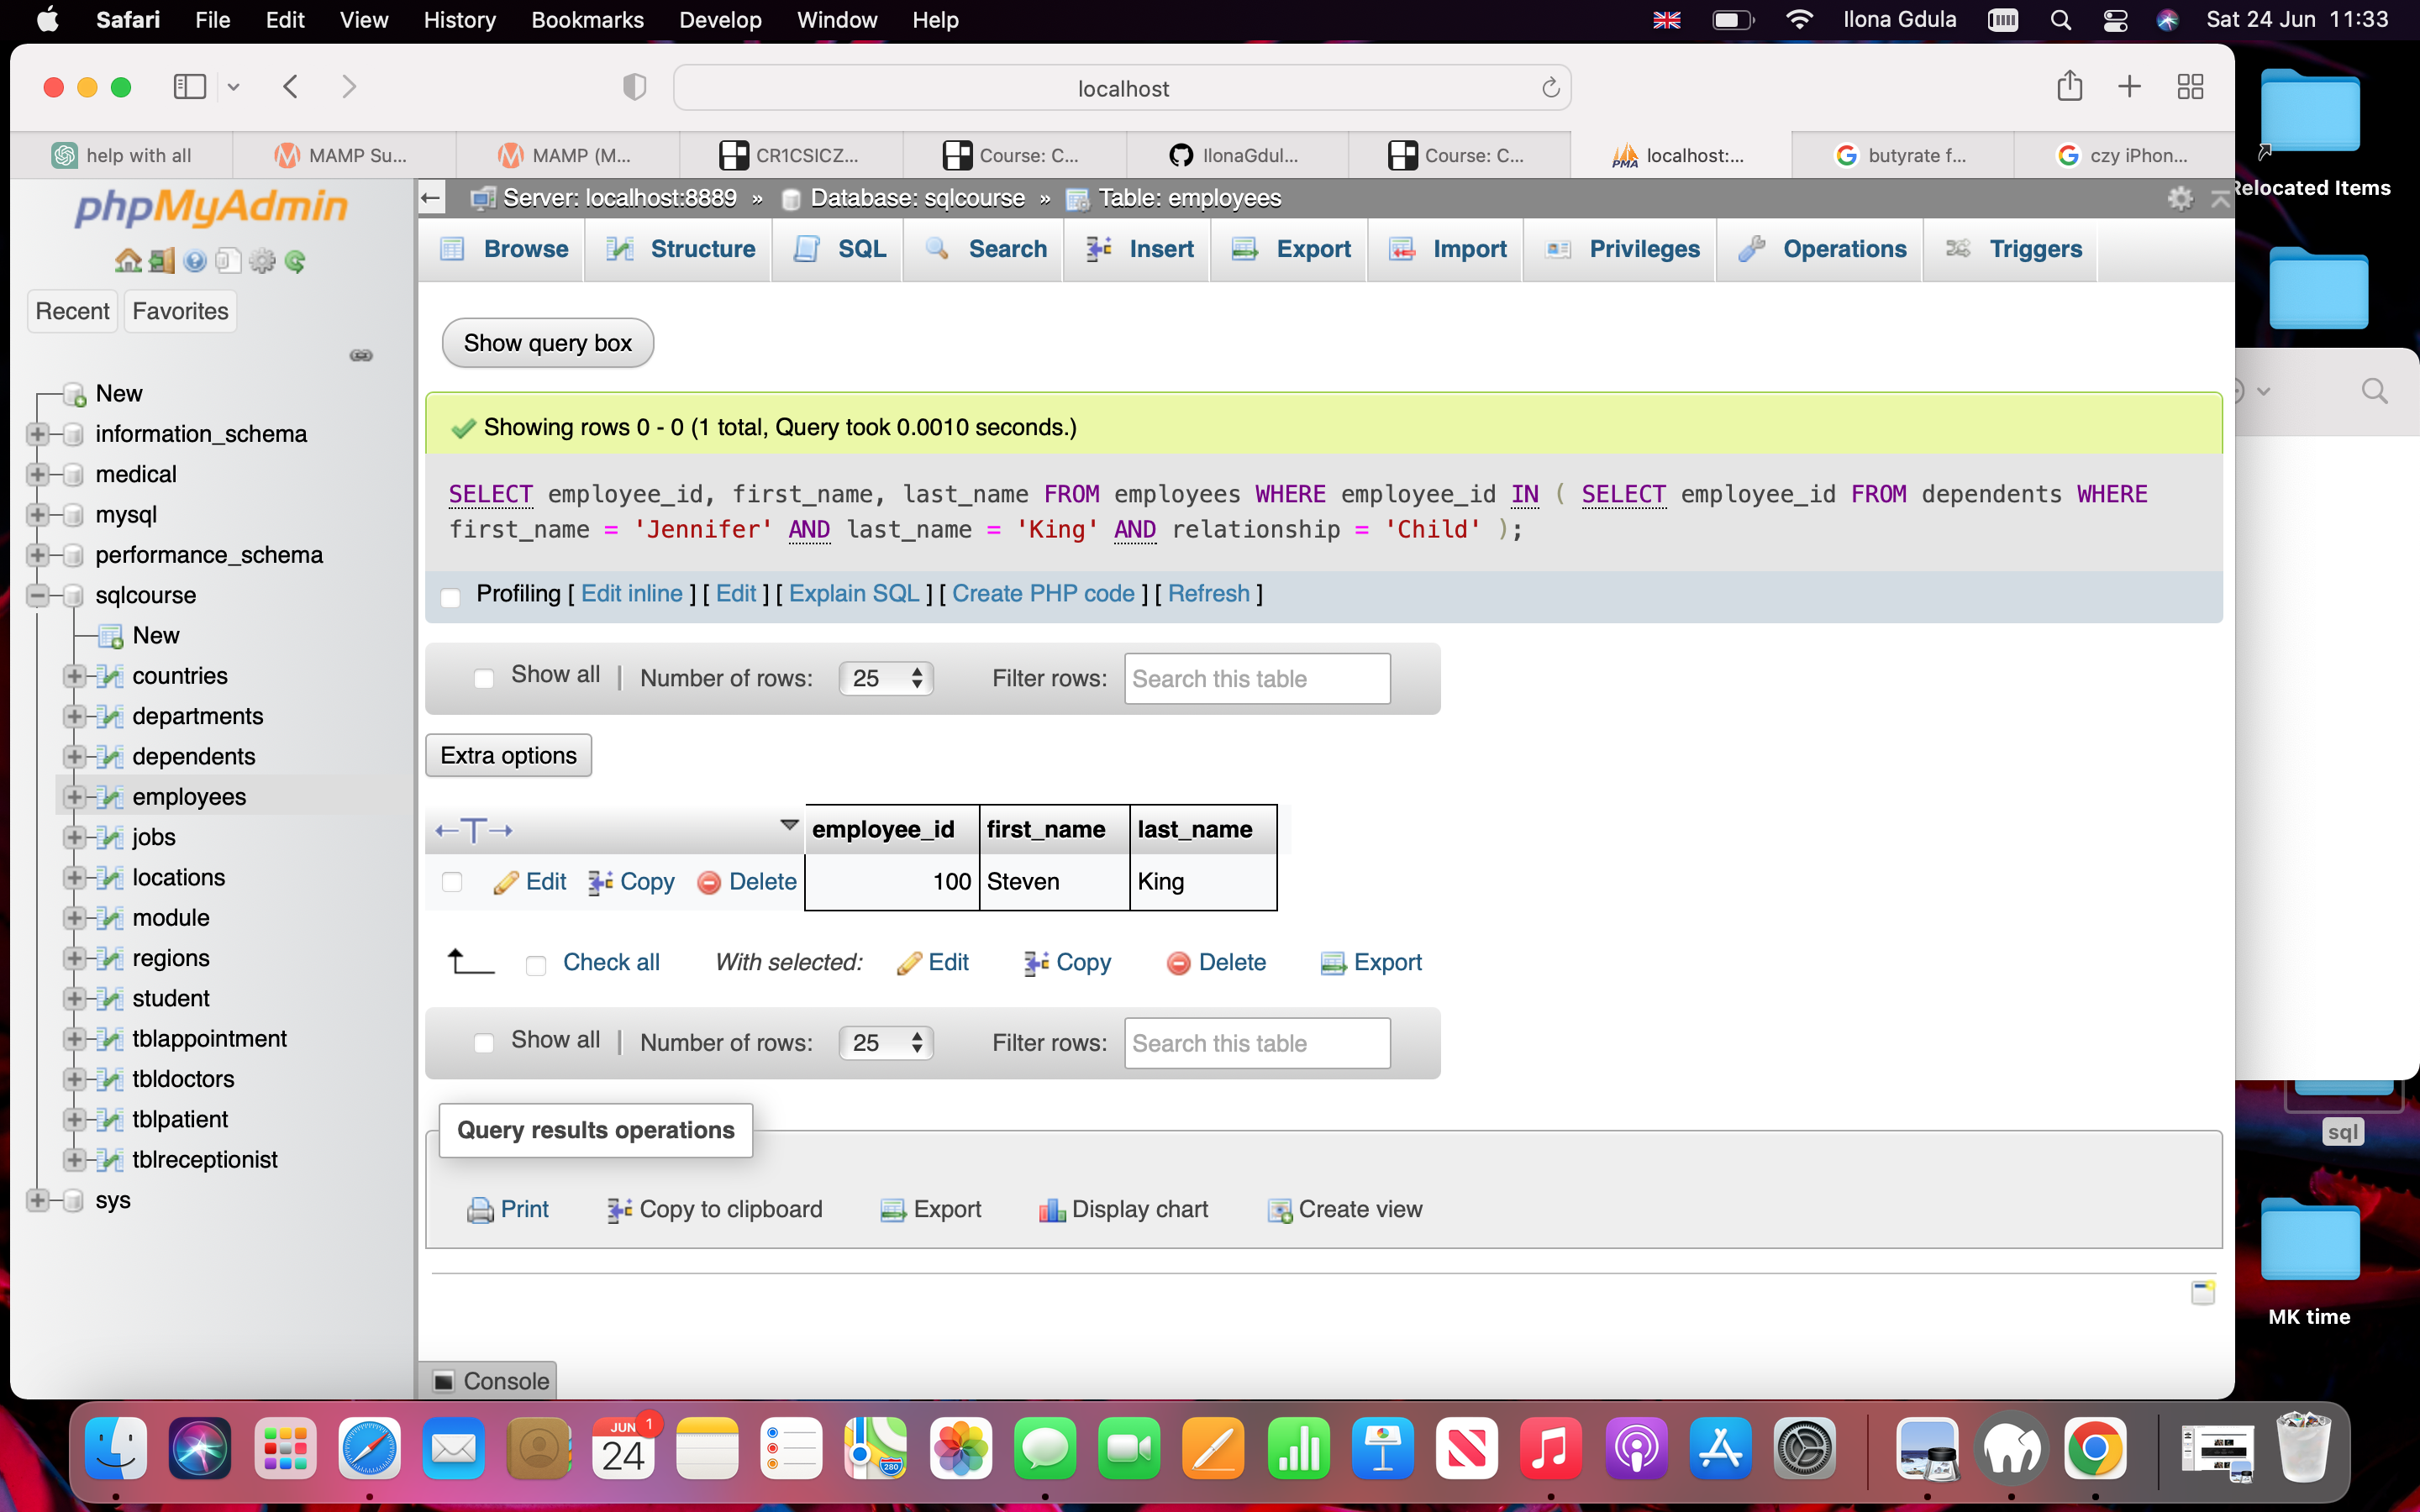 Safari File Edit View History Bookmarks Develop Window Help Ilona Gdula Sat 24 Jun 11:33
localhost
help with all MAMP Su... MAMP (M... CR1CSICZ... Course: C... IlonaGdul... Course: C... localhost:... butyrate f... czy iPhon...
phpMyAdmin
Recent Favorites
New
information_schema
medical
mysql
performance_schema
sqlcourse
New
countries
departments
dependents
employees
jobs
locations
module
regions
student
tblappointment
tbldoctors
tblpatient
tblreceptionist
sys
Server: localhost:8889 » Database: sqlcourse » Table: employees
Browse Structure SQL Search Insert Export Import Privileges Operations Triggers
Show query box
Showing rows 0 - 0 (1 total, Query took 0.0010 seconds.)
SELECT employee_id, first_name, last_name FROM employees WHERE employee_id IN ( SELECT employee_id FROM dependents WHERE
first_name = 'Jennifer' AND last_name = 'King' AND relationship = 'Child' );
Profiling [ Edit inline ] [ Edit ] [ Explain SQL ] [ Create PHP code ] [ Refresh ]
Show all | Number of rows: 25 Filter rows: Search this table
Extra options
←T→ employee_id first_name last_name
Edit Copy Delete 100 Steven King
Check all With selected: Edit Copy Delete Export
Show all | Number of rows: 25 Filter rows: Search this table
Query results operations
Print Copy to clipboard Export Display chart Create view
Console
Relocated Items
sql
MK time
JUN 1
24
280